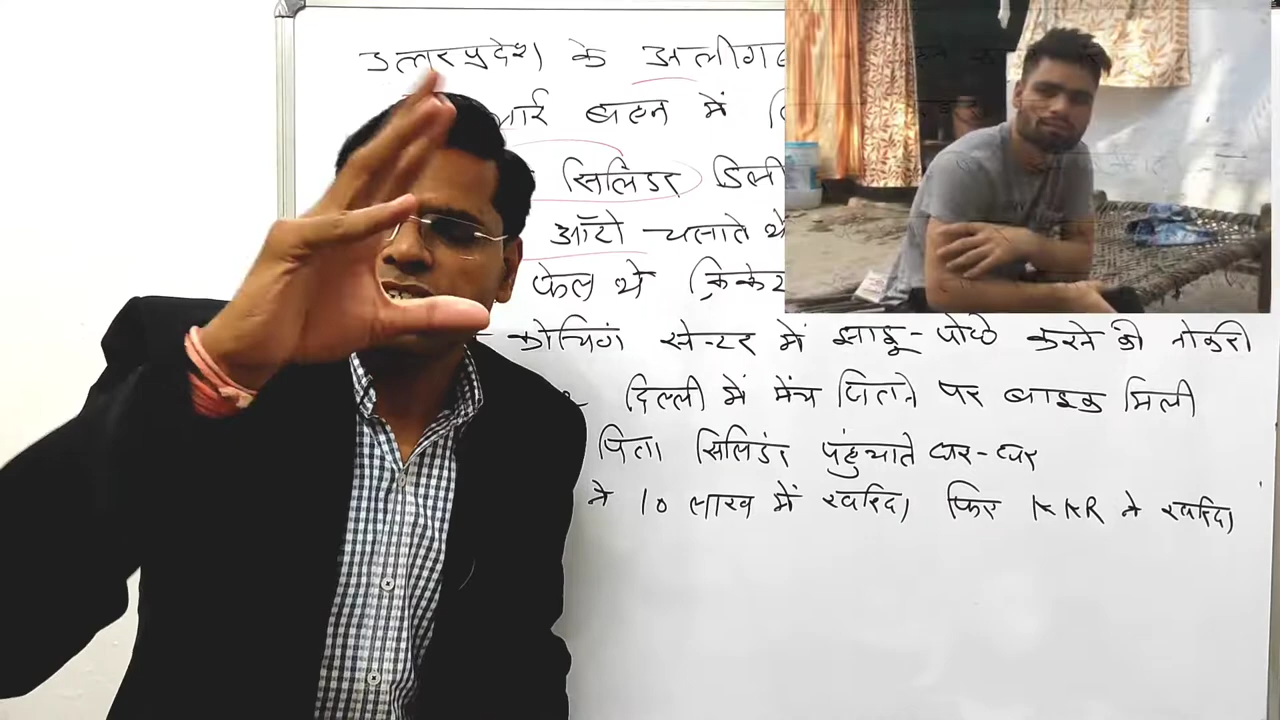 उत्तरप्रदेश के अलीगढ
भाई बहन में
सिलिंडर डिली
ऑटो चलाते थे
फेल थे क्रिकेट
कोचिंग सेन्टर में झाडू-पोछे करने की नोकरी
दिल्ली में मेंच जितने पर बाइक मिली
पिता सिलिंडर पंहुचाते घर-घर
ने 10 लाख में खरिदा फिर KKR ने खरिदा